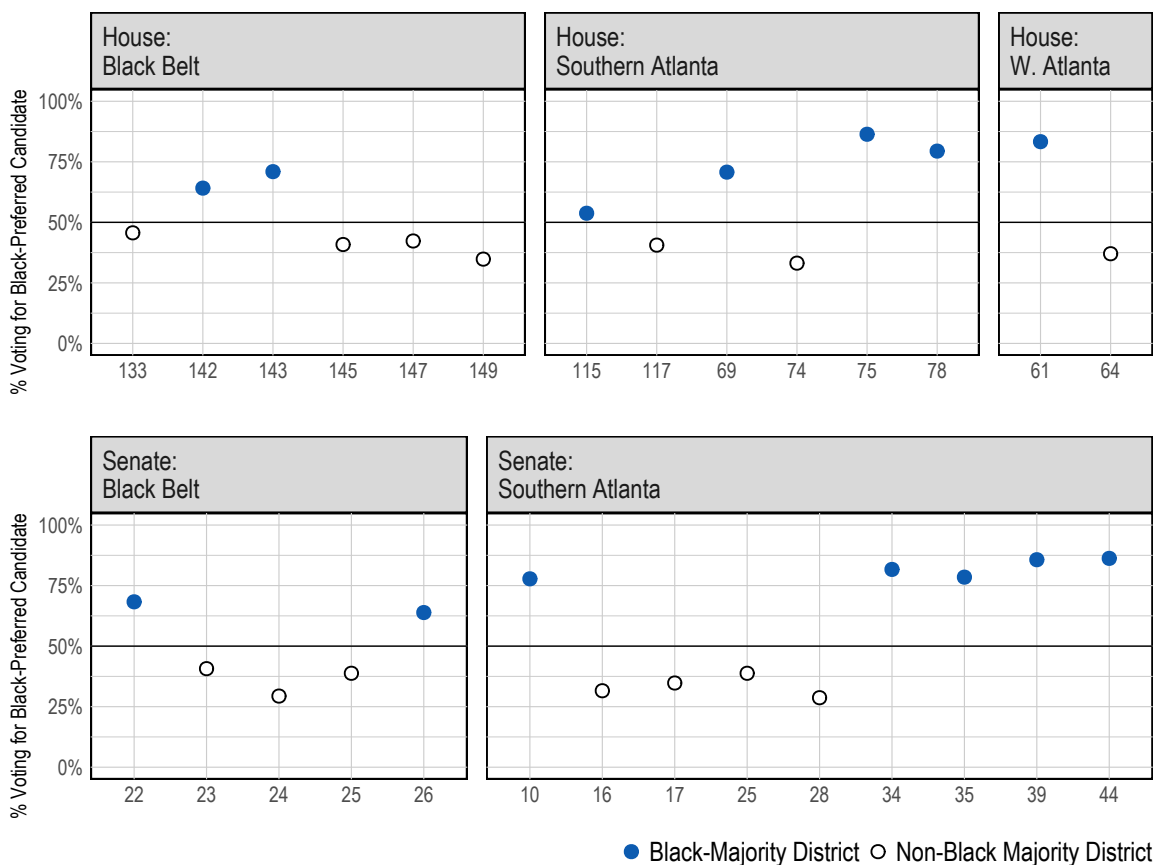 House:
Black Belt
House:
Southern Atlanta
House:
W. Atlanta
% Voting for Black-Preferred Candidate
100%
75%
50%
25%
0%
133 142 143 145 147 149
115 117 69 74 75 78
61 64
Senate:
Black Belt
Senate:
Southern Atlanta
% Voting for Black-Preferred Candidate
100%
75%
50%
25%
0%
22 23 24 25 26
10 16 17 25 28 34 35 39 44
Black-Majority District Non-Black Majority District